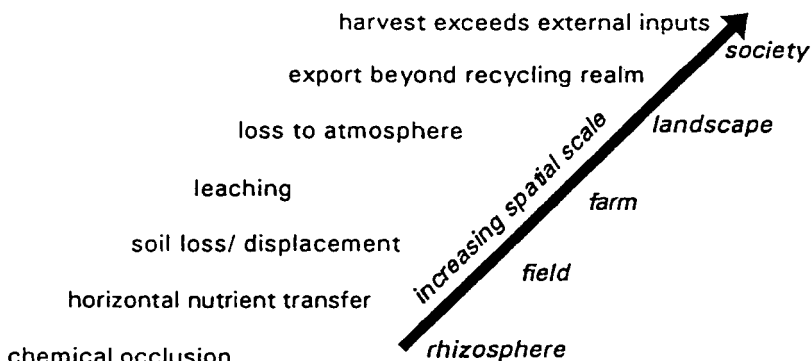 harvest exceeds external inputs
society
export beyond recycling realm
landscape
loss to atmosphere
increasing spatial scale
leaching
farm
soil loss/ displacement
field
horizontal nutrient transfer
rhizosphere
chemical occlusion